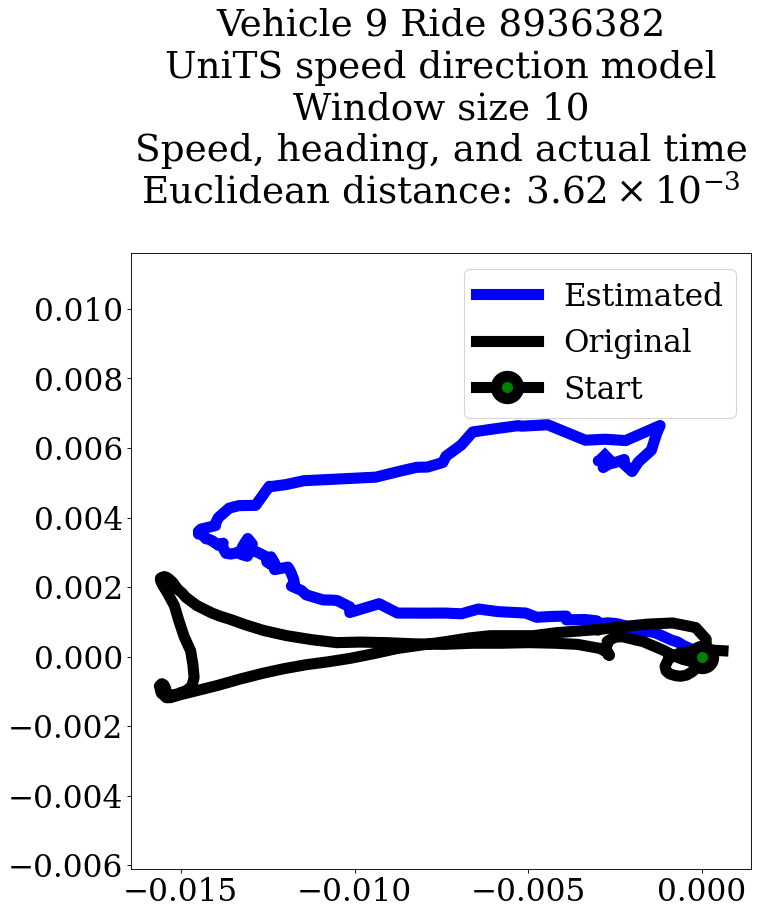 Vehicle 9 Ride 8936382
UniTS speed direction model
Window size 10
Speed, heading, and actual time
Euclidean distance: 3.62 × 10⁻³
Estimated
Original
Start
0.010
0.008
0.006
0.004
0.002
0.000
−0.002
−0.004
−0.006
−0.015 −0.010 −0.005 0.000